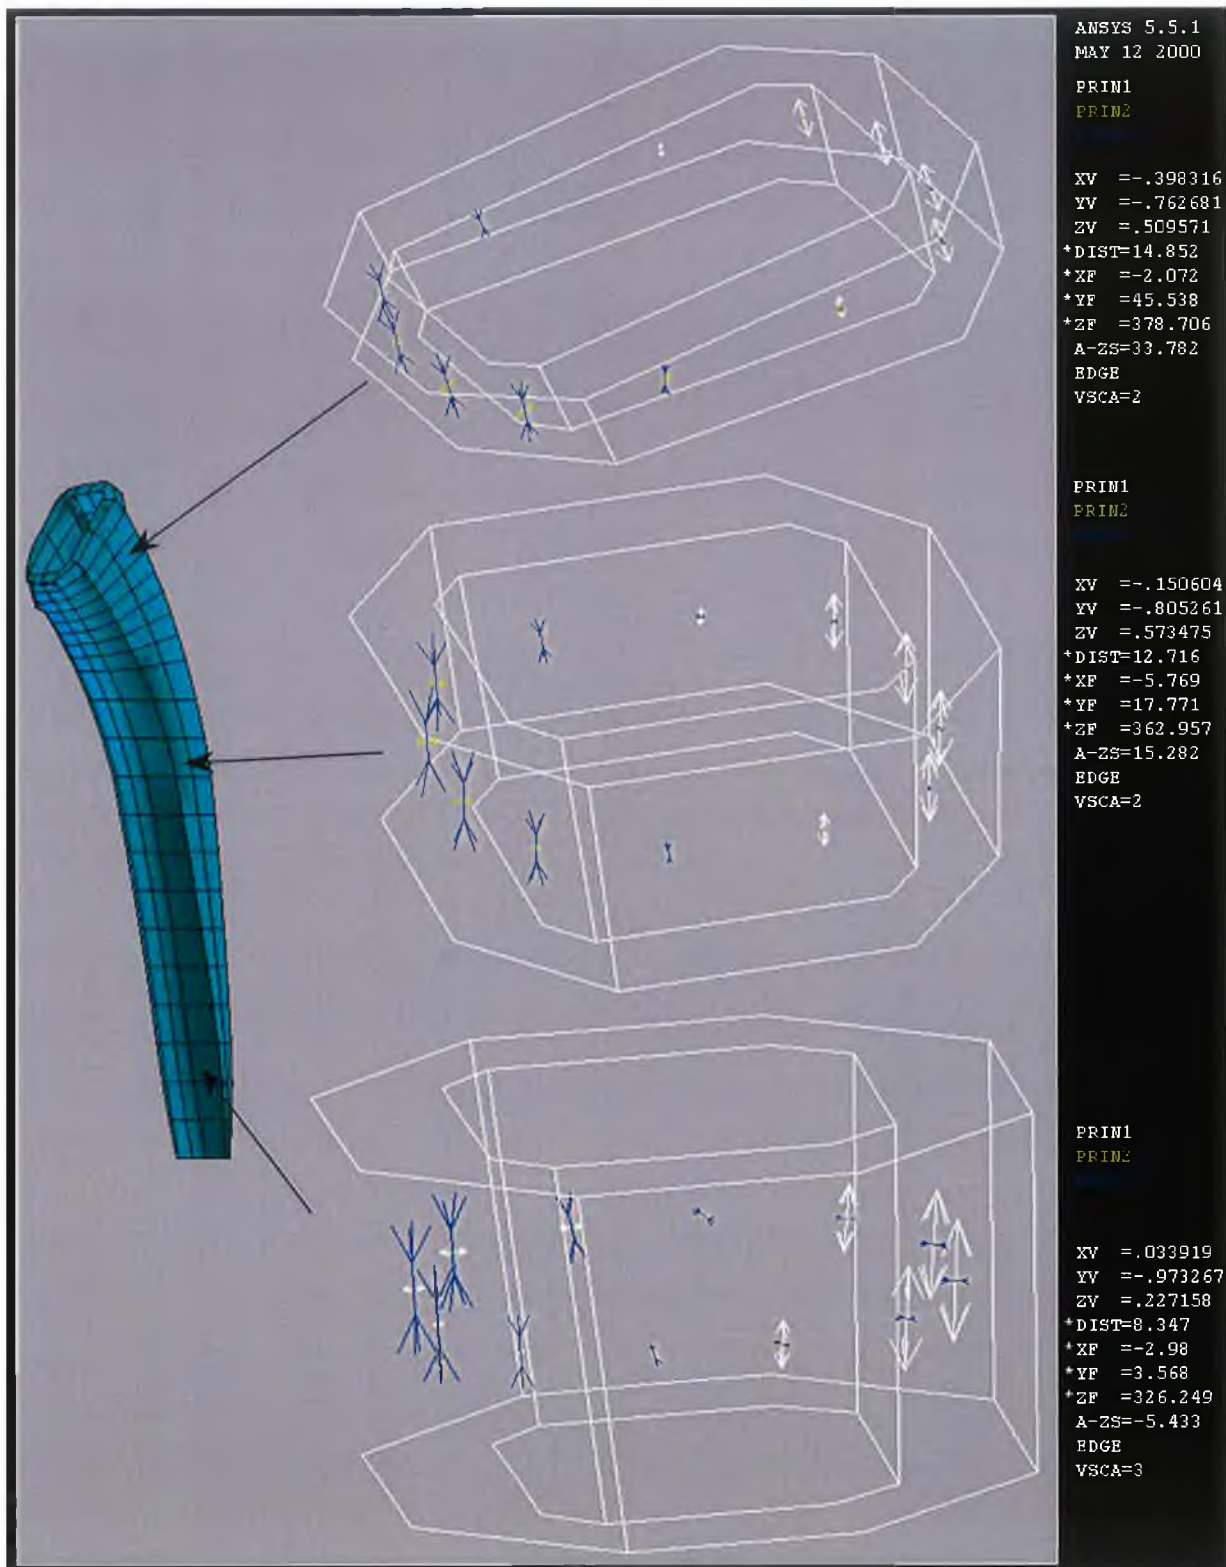 ANSYS 5.5.1
MAY 12 2000
PRIN1
PRIN2
XV =-.398316
YV =-.762681
ZV =.509571
*DIST=14.852
*XF =-2.072
*YF =45.538
*ZF =378.706
A-ZS=33.782
EDGE
VSCA=2
PRIN1
PRIN2
XV =-.150604
YV =-.805261
ZV =.573475
*DIST=12.716
*XF =-5.769
*YF =17.771
*ZF =362.957
A-ZS=15.282
EDGE
VSCA=2
PRIN1
PRIN2
XV =.033919
YV =-.973267
ZV =.227158
*DIST=8.347
*XF =-2.98
*YF =3.568
*ZF =326.249
A-ZS=-5.433
EDGE
VSCA=3